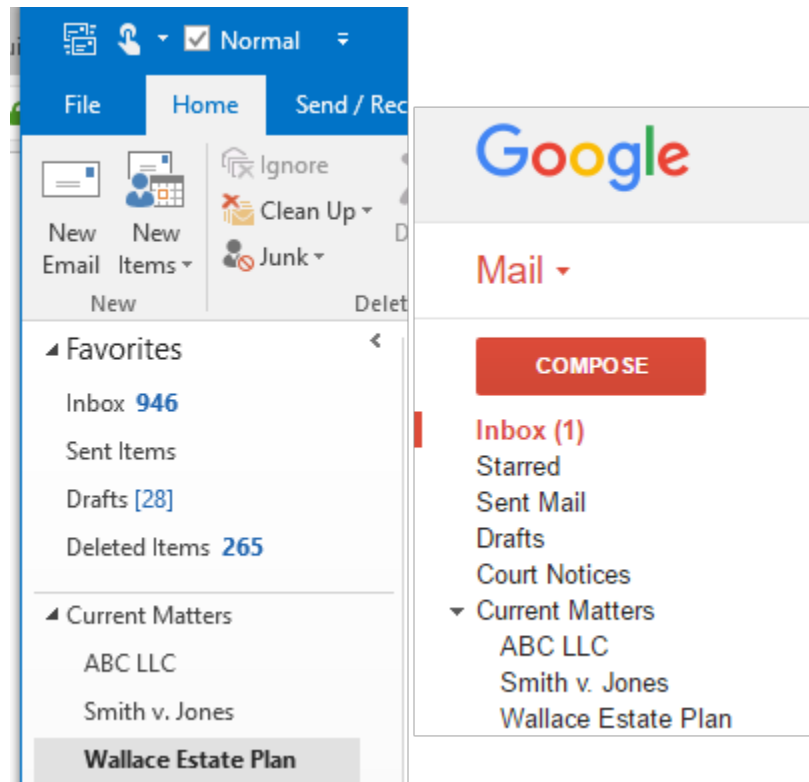 Normal
File Home Send / Rec
Ignore
Clean Up
Junk
New Email
New Items
New
Delet
Favorites
Inbox 946
Sent Items
Drafts [28]
Deleted Items 265
Current Matters
ABC LLC
Smith v. Jones
Wallace Estate Plan
Google
Mail
COMPOSE
Inbox (1)
Starred
Sent Mail
Drafts
Court Notices
Current Matters
ABC LLC
Smith v. Jones
Wallace Estate Plan